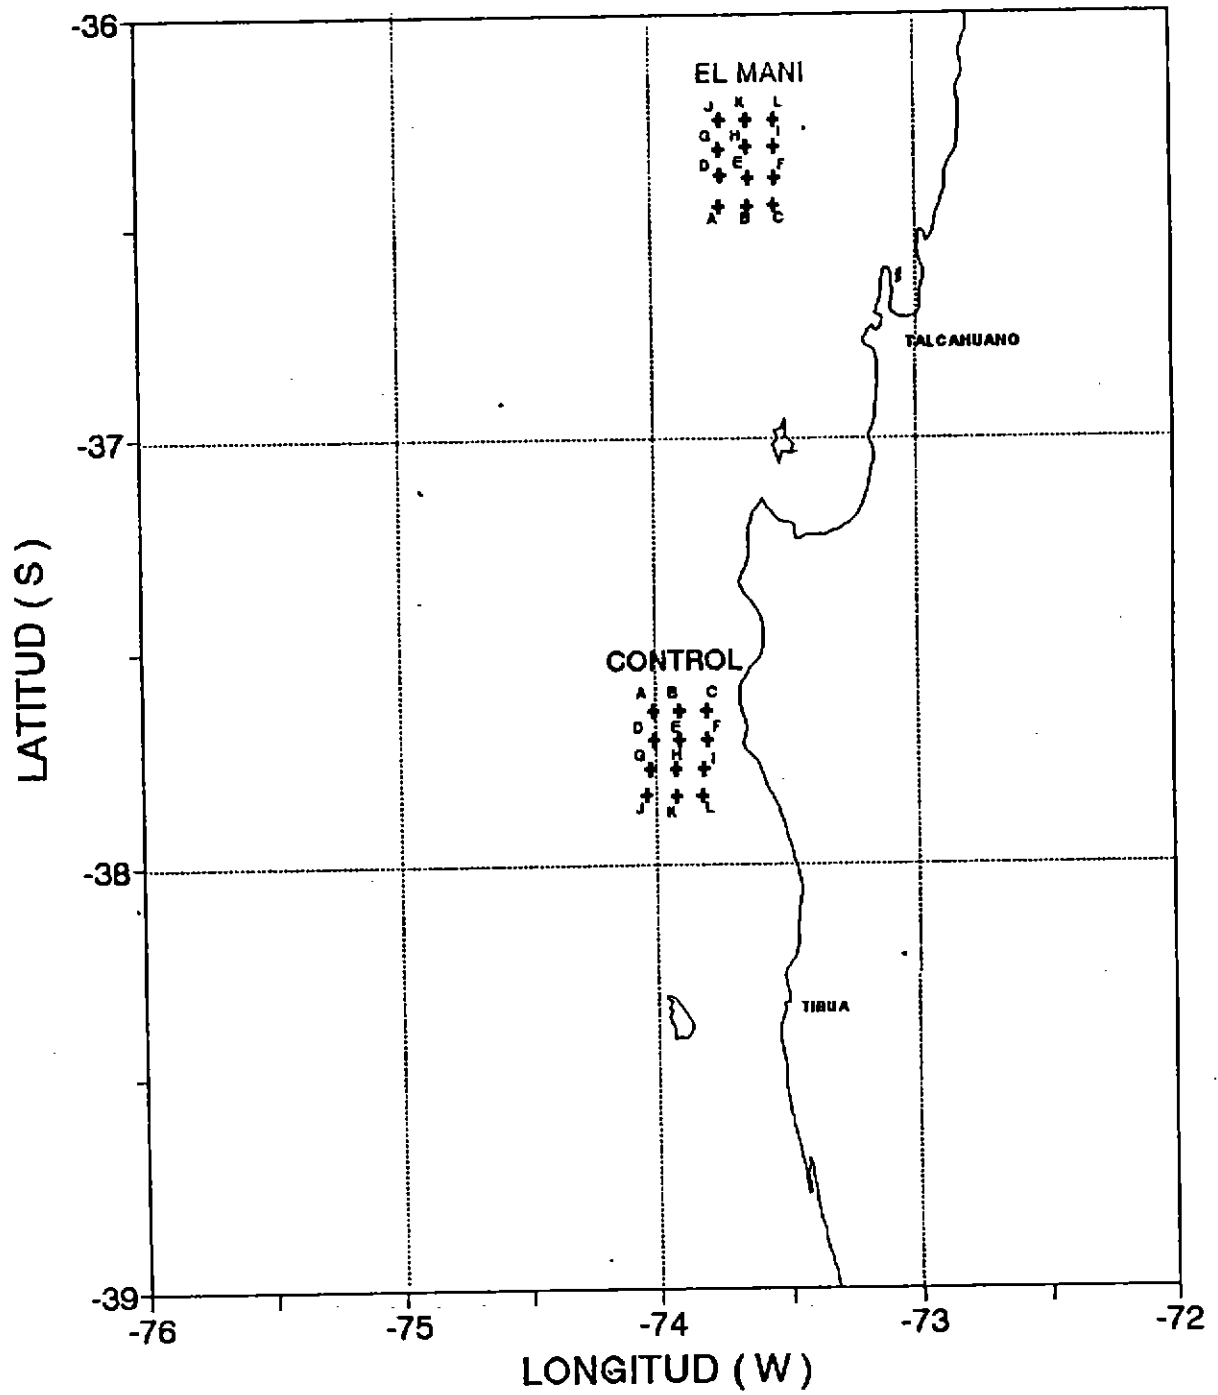 -36
EL MANI
J K L
G H I
D E F
A B C
TALCAHUANO
-37
LATITUD ( S )
CONTROL
A B C
D E F
G H I
J K L
-38
TIRUA
-39
-76 -75 -74 -73 -72
LONGITUD ( W )